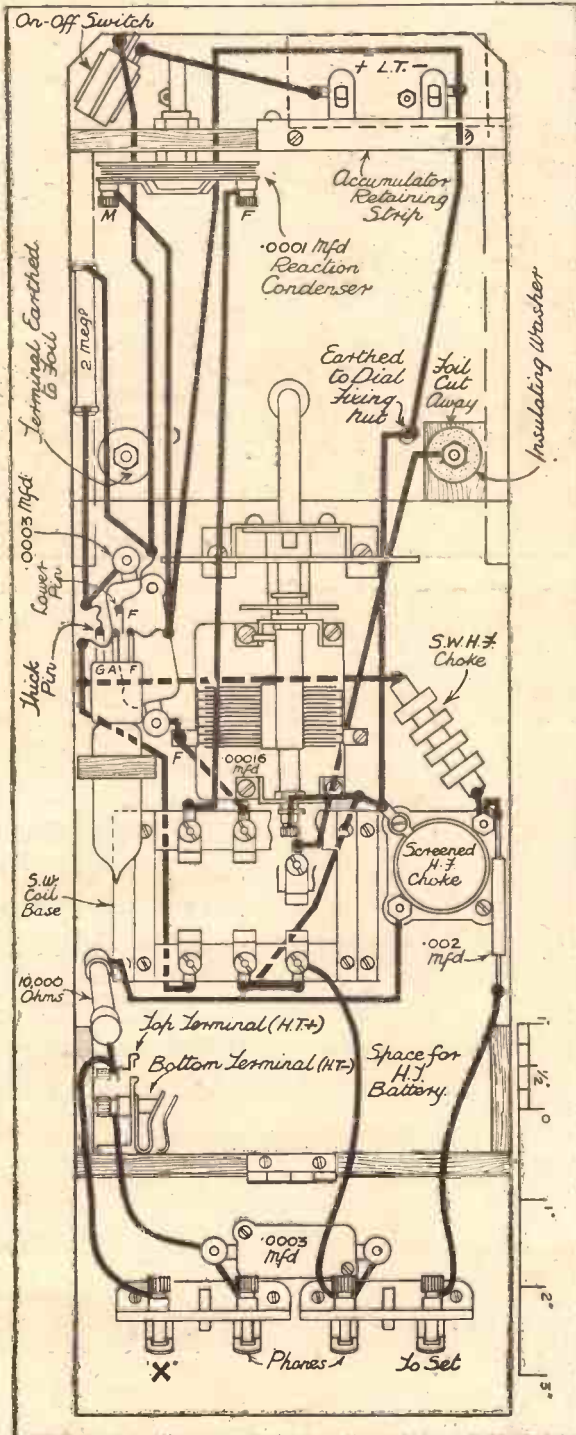 On-Off Switch
+ L.T. -
Accumulator
Retaining
Strip
M
F
.0001 Mfd
Reaction
Condenser
2 megΩ
Terminal Earthed
to Foil
Earthed
to Dial
Fixing
Nut
Foil
Cut
Away
Insulating Washer
.0003 Mfd
Lower
Pin
F
Thick
Pin
G A F
S.W.H.F.
Choke
F
.00016
mfd
Screened
H.F.
Choke
S.W.
Coil
Base
.002
mfd
10,000
Ohms
Top Terminal (H.T.+)
Bottom Terminal (H.T.-)
Space for
H.T.
Battery.
1"
½"
0
1"
2"
3"
.0003
Mfd
"X"
Phones
To Set